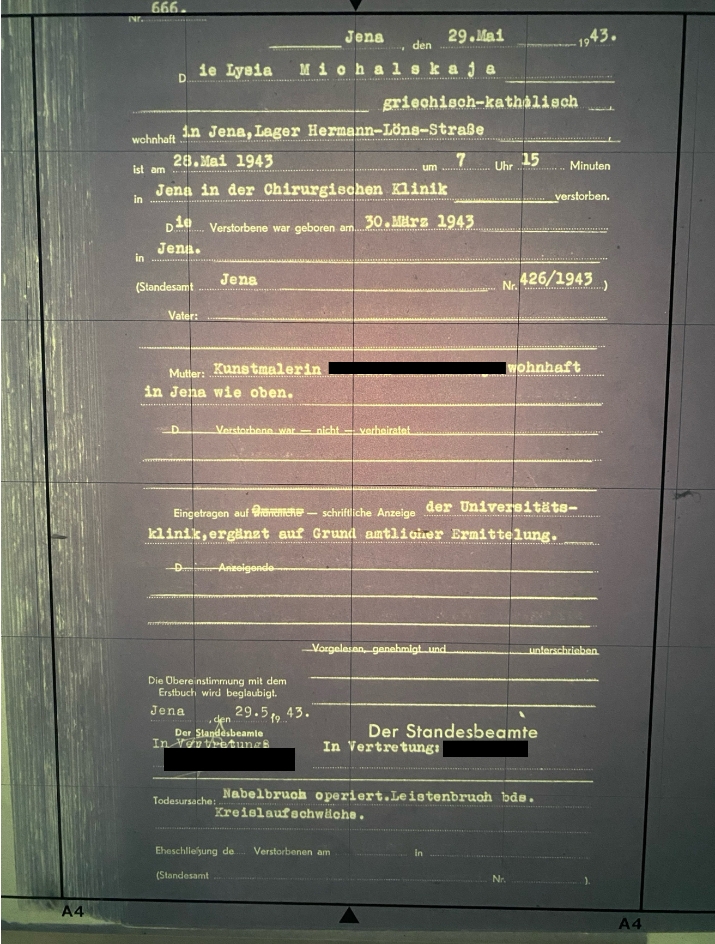 666.
Nr.
Jena, den 29.Mai 1943.
Die Lysia Michalskaja
griechisch-katholisch
wohnhaft in Jena,Lager Hermann-Löns-Straße
ist am 28.Mai 1943 um 7 Uhr 15 Minuten
in Jena in der Chirurgischen Klinik verstorben.
Die Verstorbene war geboren am 30.März 1943
in Jena.
(Standesamt Jena Nr. 426/1943)
Vater:
Mutter: Kunstmalerin wohnhaft
in Jena wie oben.
D Verstorbene war — nicht — verheiratet
Eingetragen auf mündliche — schriftliche Anzeige der Universitäts-
klinik,ergänzt auf Grund amtlicher Ermittelung.
D Anzeigende
Vorgelesen, genehmigt und unterschrieben
Die Übereinstimmung mit dem
Erstbuch wird beglaubigt.
Jena, den 29.5.1943.
Der Standesbeamte
In Vertretung:
Der Standesbeamte
In Vertretung:
Todesursache: Nabelbruch operiert.Leistenbruch bds.
Kreislaufschwäche.
Eheschließung de Verstorbenen am in
(Standesamt Nr. ).
A4
A4